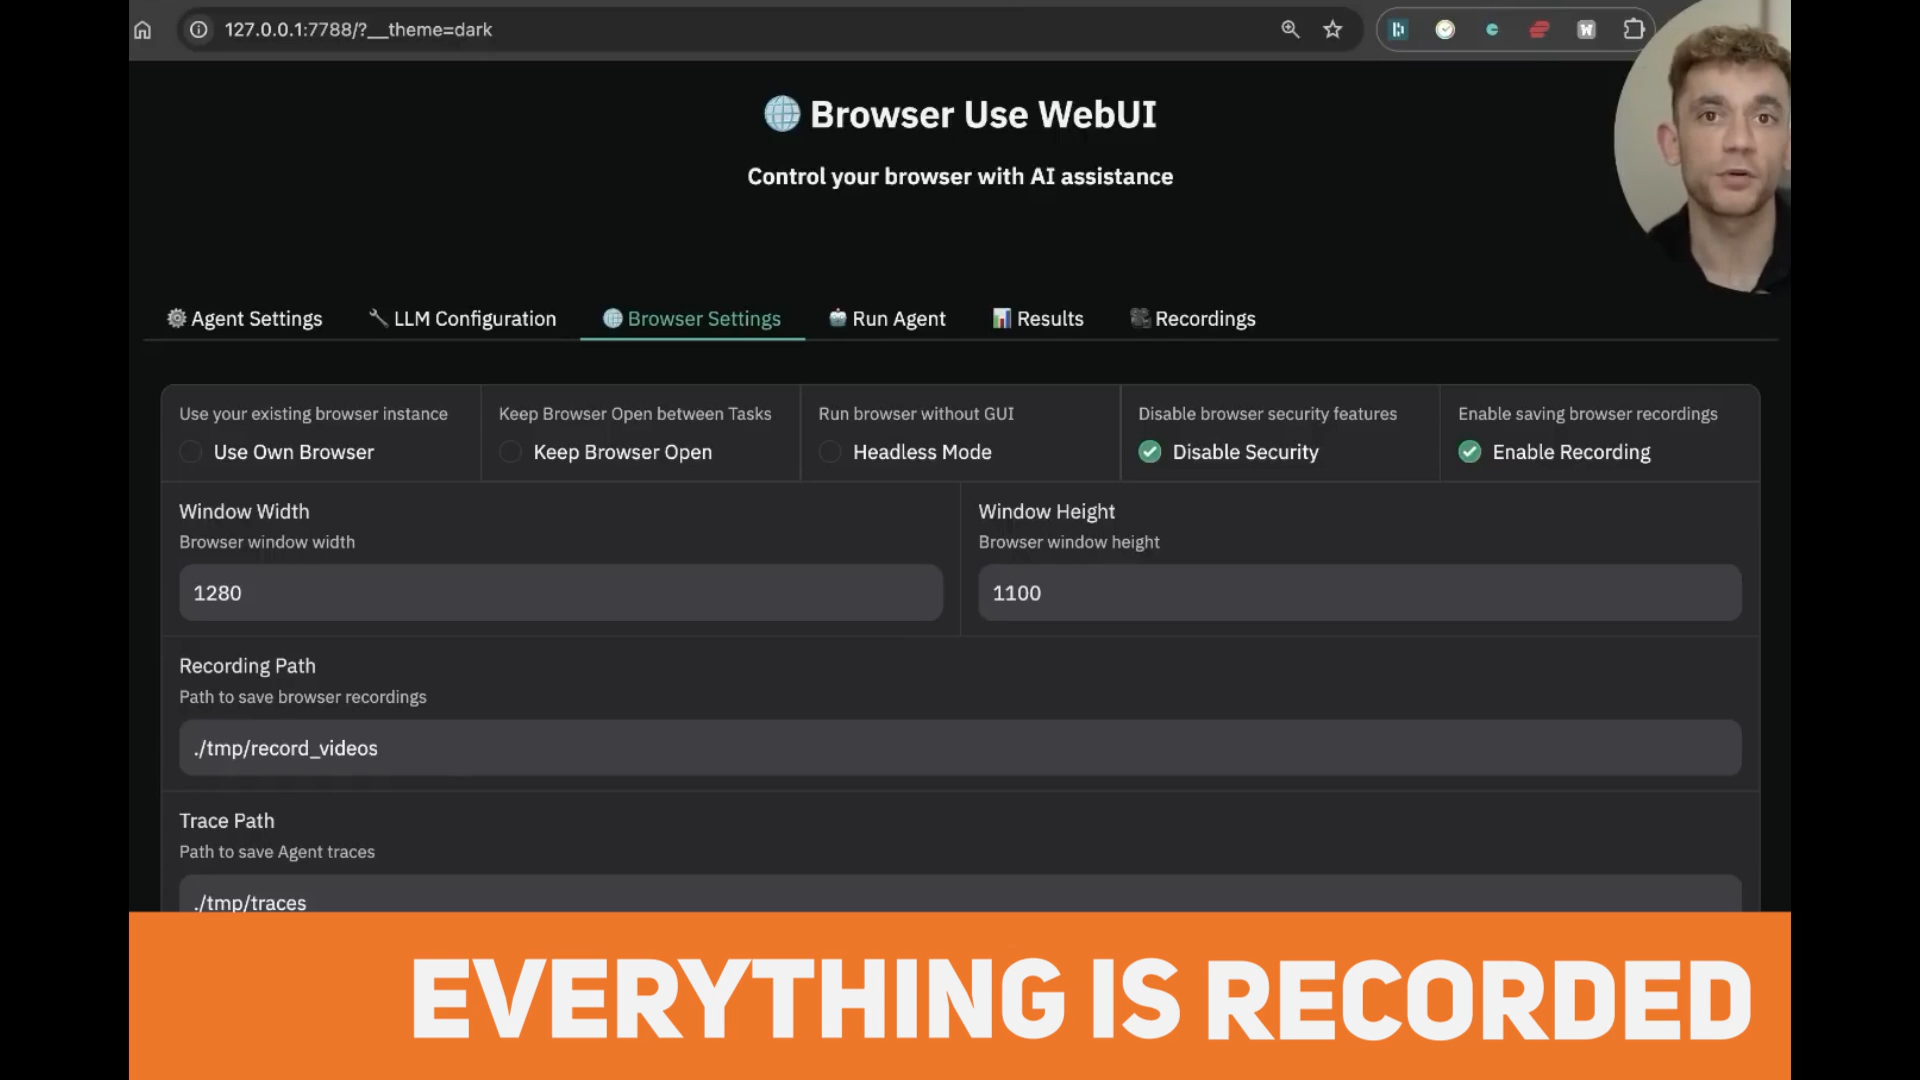 127.0.0.1:7788/?__theme=dark
Browser Use WebUI
Control your browser with AI assistance
Agent Settings LLM Configuration Browser Settings Run Agent Results Recordings
Use your existing browser instance Keep Browser Open between Tasks Run browser without GUI Disable browser security features Enable saving browser recordings
Use Own Browser Keep Browser Open Headless Mode Disable Security Enable Recording
Window Width Window Height
Browser window width Browser window height
1280 1100
Recording Path
Path to save browser recordings
./tmp/record_videos
Trace Path
Path to save Agent traces
./tmp/traces
EVERYTHING IS RECORDED